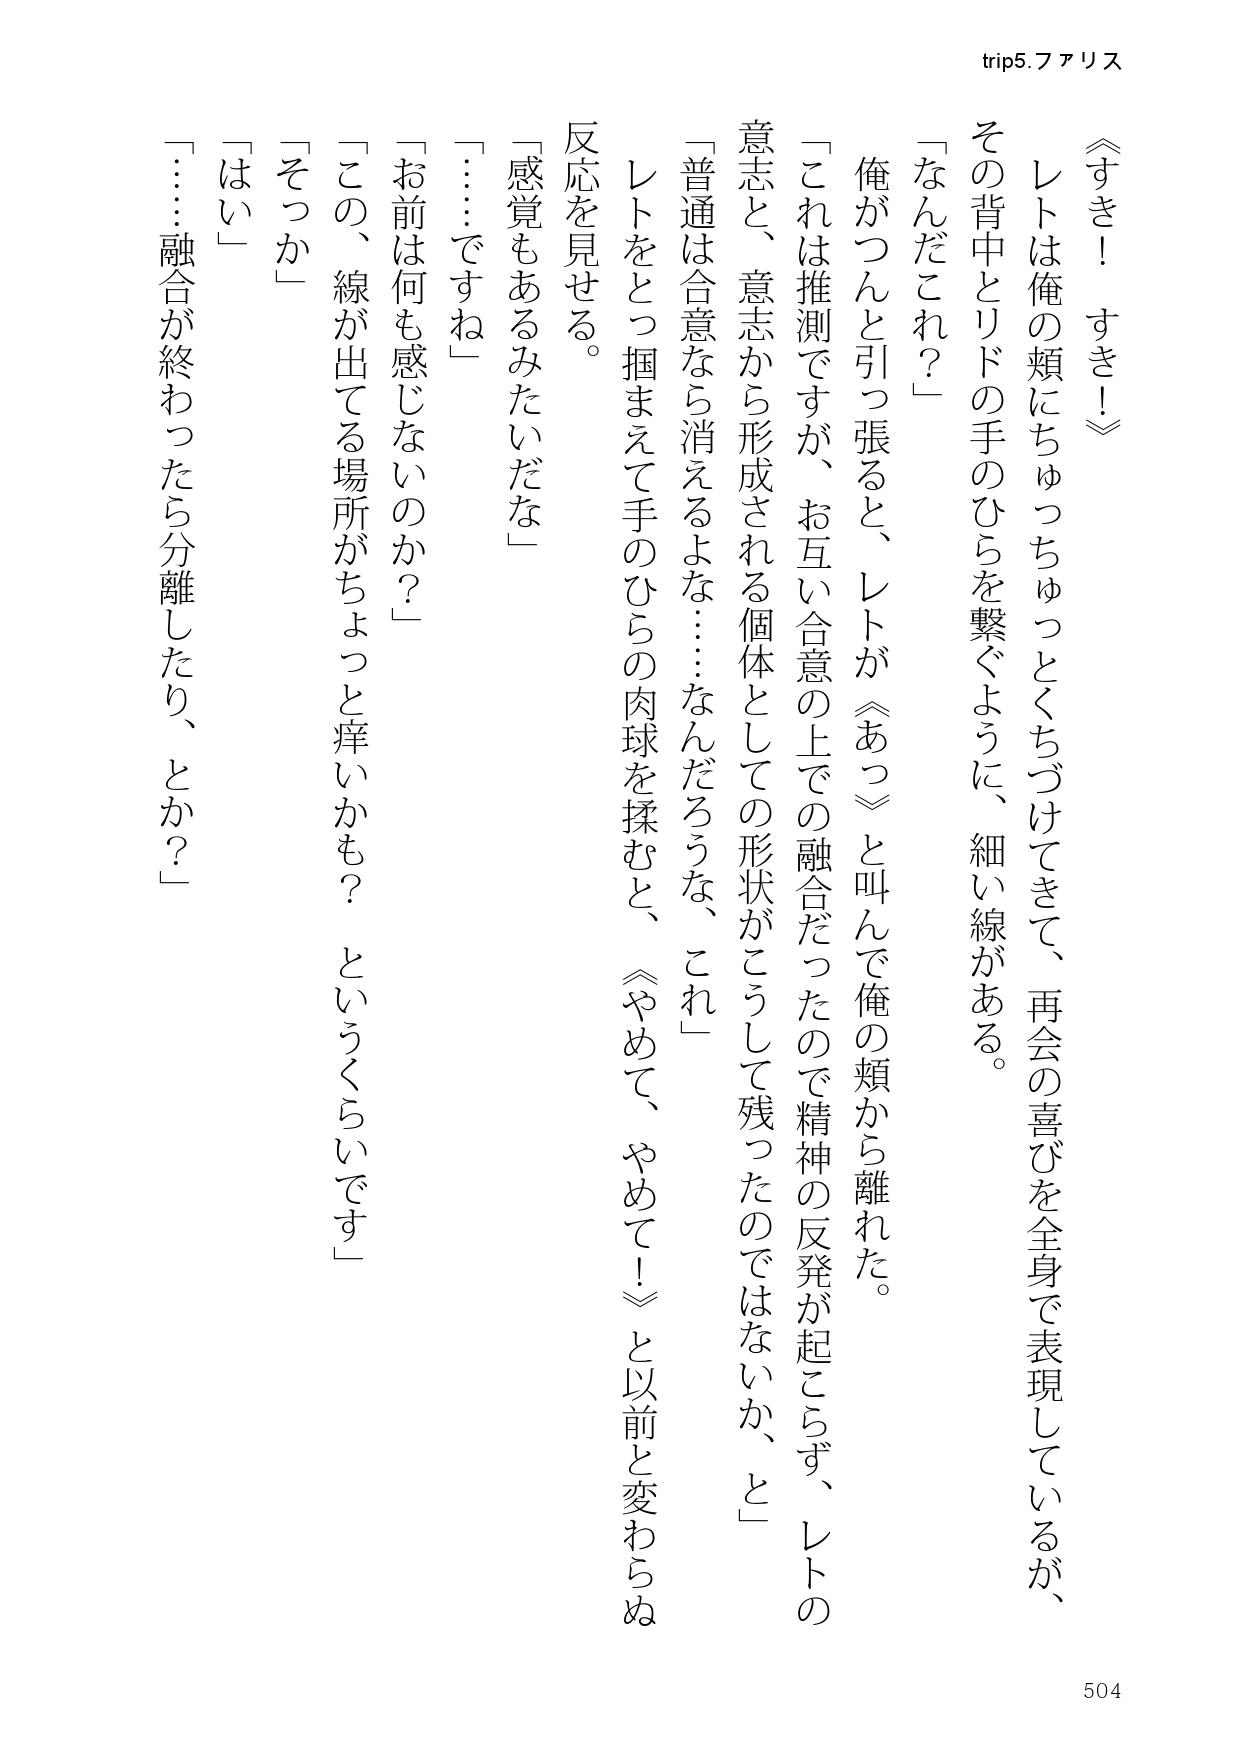 trip5.ファリス
《すき！　すき！》
　レトは俺の頬にちゅっちゅっとくちづけてきて、再会の喜びを全身で表現しているが、
その背中とリドの手のひらを繋ぐように、細い線がある。
「なんだこれ？」
　俺がつんと引っ張ると、レトが《あっ》と叫んで俺の頬から離れた。
「これは推測ですが、お互い合意の上での融合だったので精神の反発が起こらず、レトの
意志と、意志から形成される個体としての形状がこうして残ったのではないか、と」
「普通は合意なら消えるよな……なんだろうな、これ」
　レトをとっ掴まえて手のひらの肉球を揉むと、《やめて、やめて！》と以前と変わらぬ
反応を見せる。
「感覚もあるみたいだな」
「……ですね」
「お前は何も感じないのか？」
「この、線が出てる場所がちょっと痒いかも？　というくらいです」
「そっか」
「はい」
「……融合が終わったら分離したり、とか？」
504